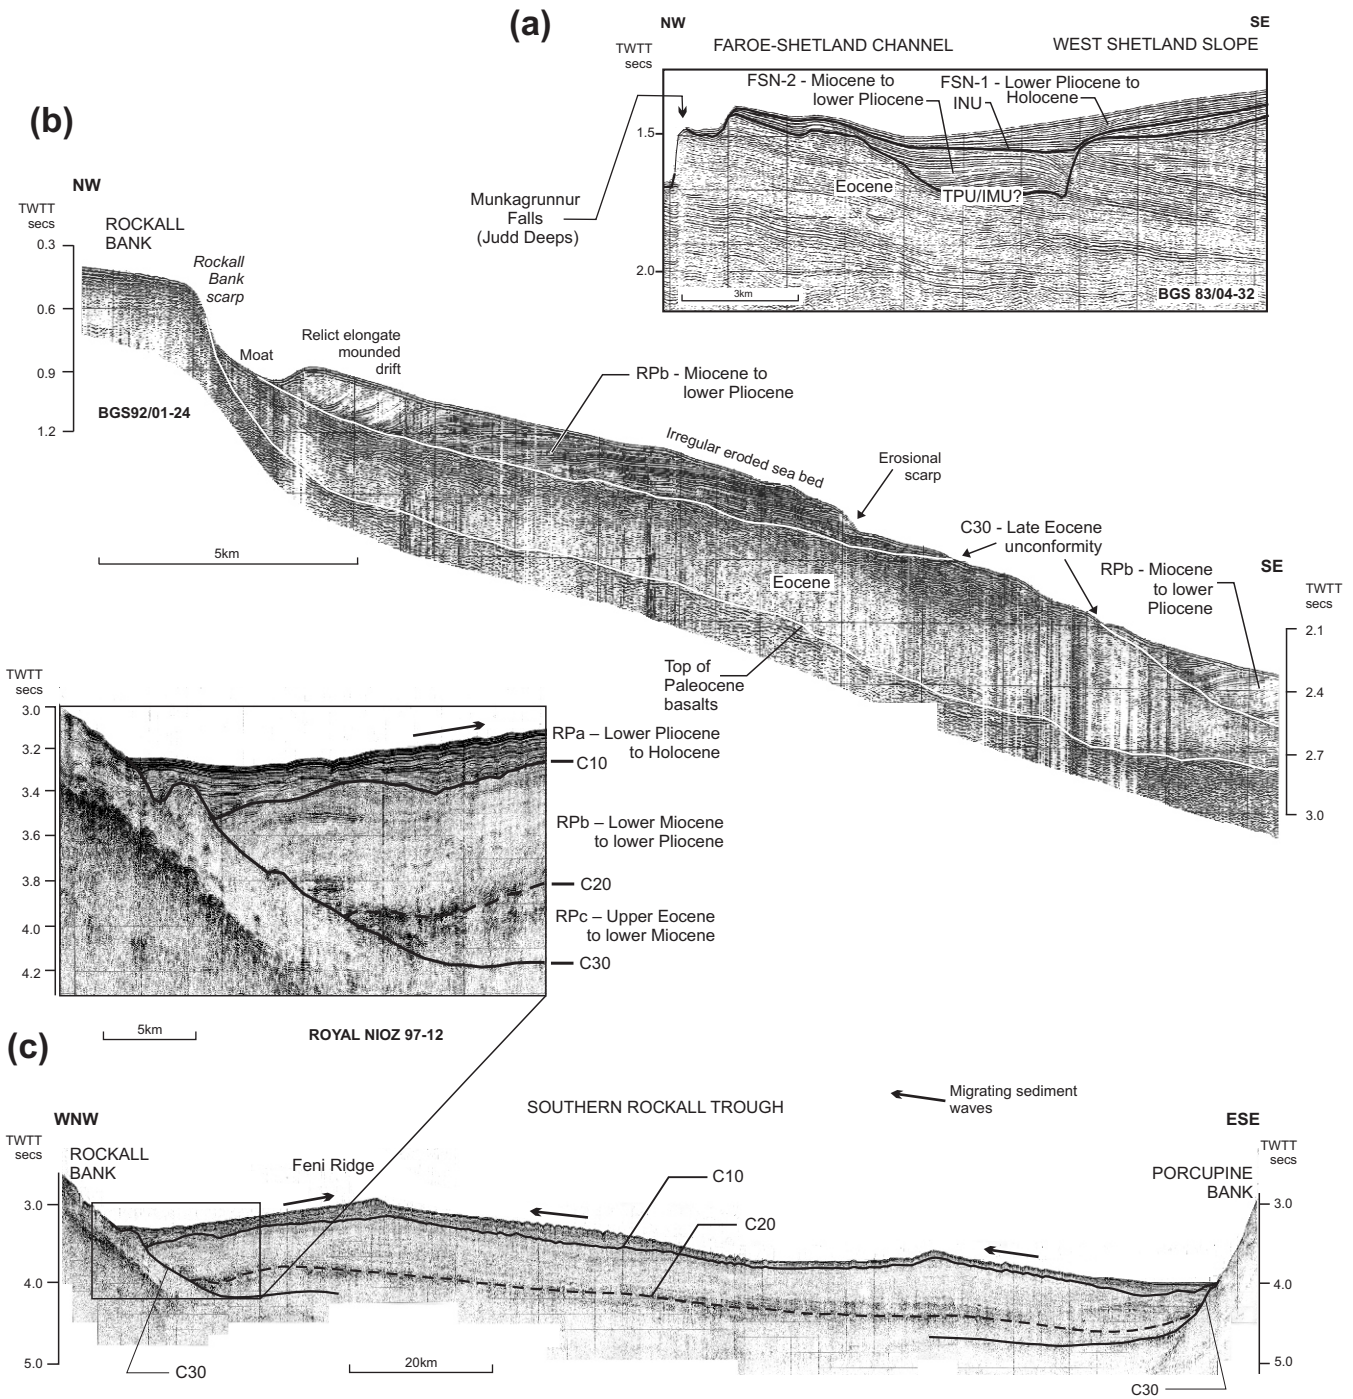 (a)
NW
SE
FAROE-SHETLAND CHANNEL
WEST SHETLAND SLOPE
TWTT
secs
FSN-2 - Miocene to
lower Pliocene
FSN-1 - Lower Pliocene to
Holocene
INU
1.5
Eocene
TPU/IMU?
2.0
3km
BGS 83/04-32
Munkagrunnur
Falls
(Judd Deeps)
(b)
NW
TWTT
secs
ROCKALL
BANK
0.3
0.6
0.9
1.2
Rockall
Bank
scarp
Moat
Relict elongate
mounded
drift
BGS92/01-24
RPb - Miocene to
lower Pliocene
Irregular eroded sea bed
Erosional
scarp
C30 - Late Eocene
unconformity
RPb - Miocene
to lower
Pliocene
SE
TWTT
secs
2.1
2.4
2.7
3.0
5km
Eocene
Top of
Paleocene
basalts
TWTT
secs
3.0
3.2
3.4
3.6
3.8
4.0
4.2
RPa – Lower Pliocene
to Holocene
C10
RPb – Lower Miocene
to lower Pliocene
C20
RPc – Upper Eocene
to lower Miocene
C30
5km
ROYAL NIOZ 97-12
(c)
WNW
SOUTHERN ROCKALL TROUGH
Migrating sediment
waves
ESE
TWTT
secs
ROCKALL
BANK
Feni Ridge
C10
C20
PORCUPINE
BANK
TWTT
secs
3.0
4.0
5.0
3.0
4.0
5.0
C30
20km
C30